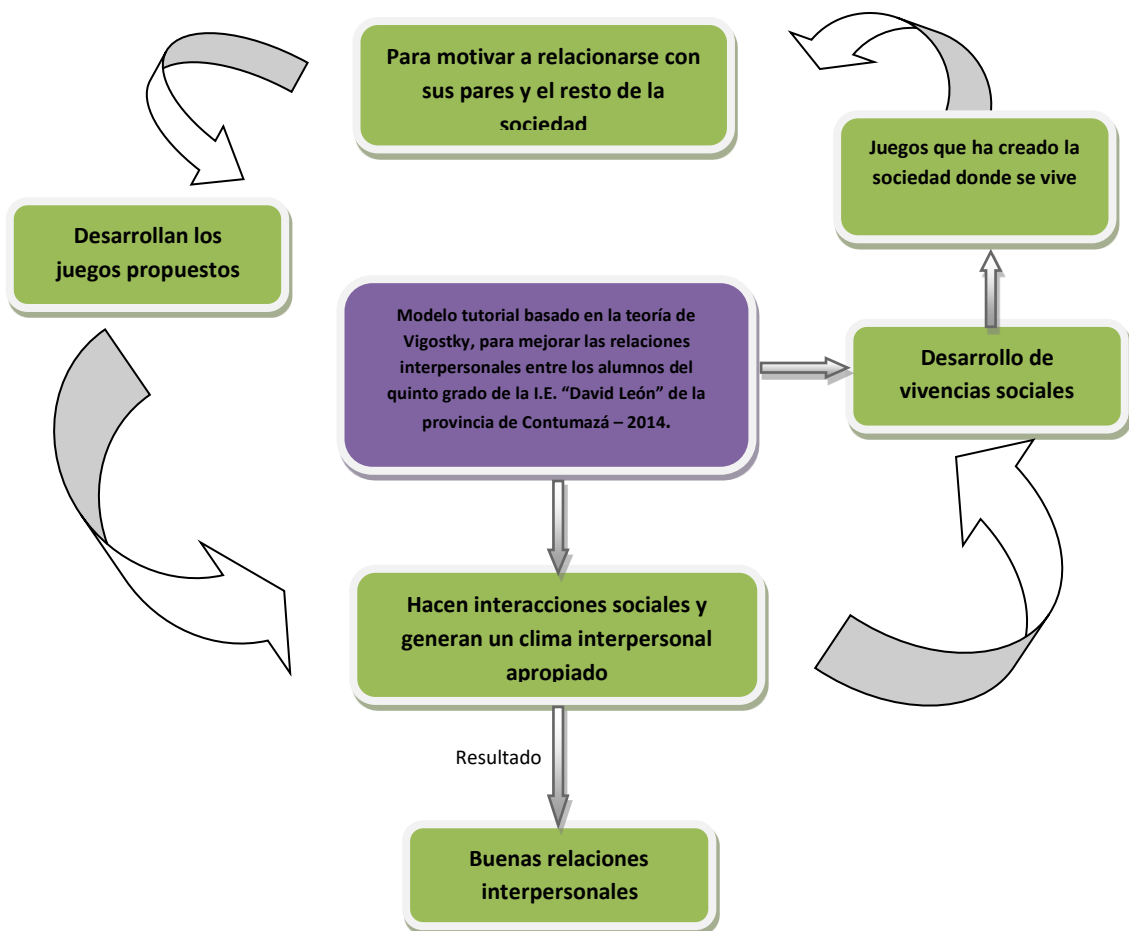 Para motivar a relacionarse con
sus pares y el resto de la
sociedad
Juegos que ha creado la
sociedad donde se vive
Desarrollan los
juegos propuestos
Modelo tutorial basado en la teoría de
Vigostky, para mejorar las relaciones
interpersonales entre los alumnos del
quinto grado de la I.E. “David León” de la
provincia de Contumazá – 2014.
Desarrollo de
vivencias sociales
Hacen interacciones sociales y
generan un clima interpersonal
apropiado
Resultado
Buenas relaciones
interpersonales